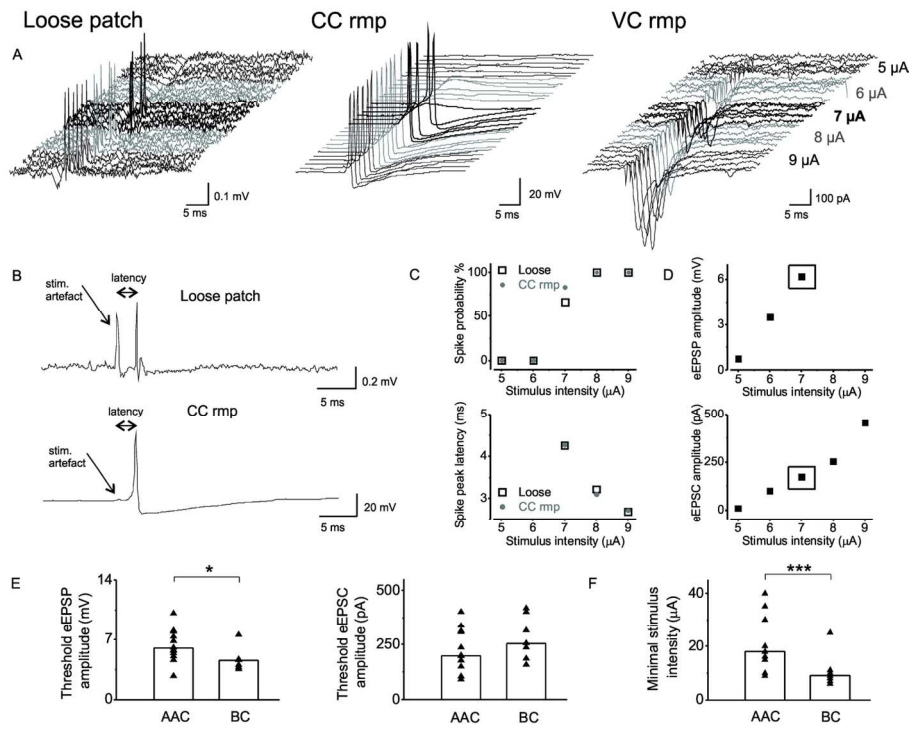 Loose patch
CC rmp
VC rmp
A
5 µA
6 µA
7 µA
8 µA
9 µA
0.1 mV
5 ms
20 mV
5 ms
100 pA
5 ms
B
stim.
artefact
latency
Loose patch
0.2 mV
5 ms
CC rmp
latency
stim.
artefact
20 mV
5 ms
C
Spike probability %
100
50
0
Loose
CC rmp
5 6 7 8 9
Stimulus intensity (µA)
Spike peak latency (ms)
5
4
3
Loose
CC rmp
5 6 7 8 9
Stimulus intensity (µA)
D
eEPSP amplitude (mV)
6
3
0
5 6 7 8 9
Stimulus intensity (µA)
eEPSC amplitude (pA)
500
250
0
5 6 7 8 9
Stimulus intensity (µA)
E
Threshold eEPSP
amplitude (mV)
14
7
0
*
AAC BC
Threshold eEPSC
amplitude (pA)
500
250
0
AAC BC
F
Minimal stimulus
intensity (µA)
40
20
0
***
AAC BC